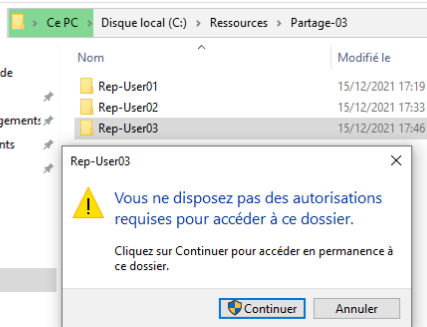 Ce PC > Disque local (C:) > Ressources > Partage-03
Nom Modifié le
de
Rep-User01 15/12/2021 17:19
Rep-User02 15/12/2021 17:33
gements
Rep-User03 15/12/2021 17:46
nts
Rep-User03
Vous ne disposez pas des autorisations
requises pour accéder à ce dossier.
Cliquez sur Continuer pour accéder en permanence à
ce dossier.
Continuer Annuler